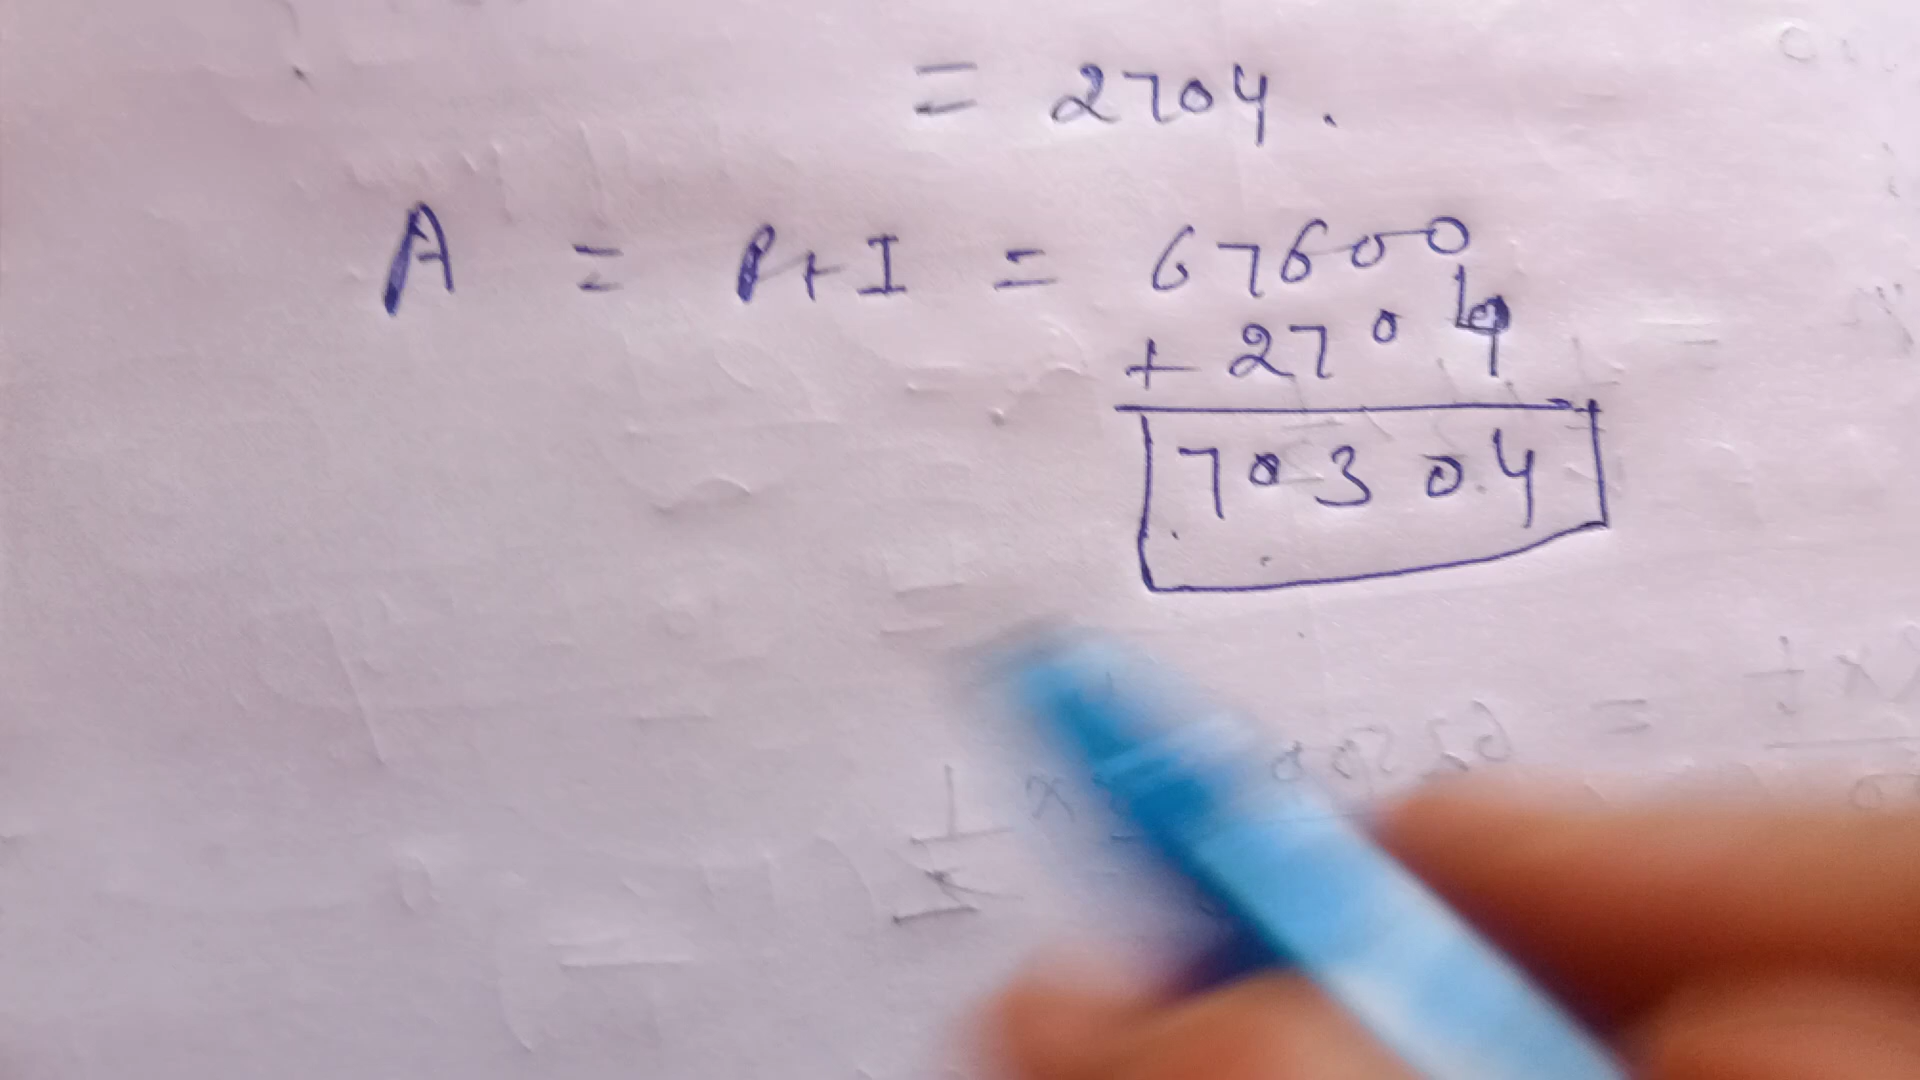 = 2704.
A = P+I = 67600
+ 2704
70304